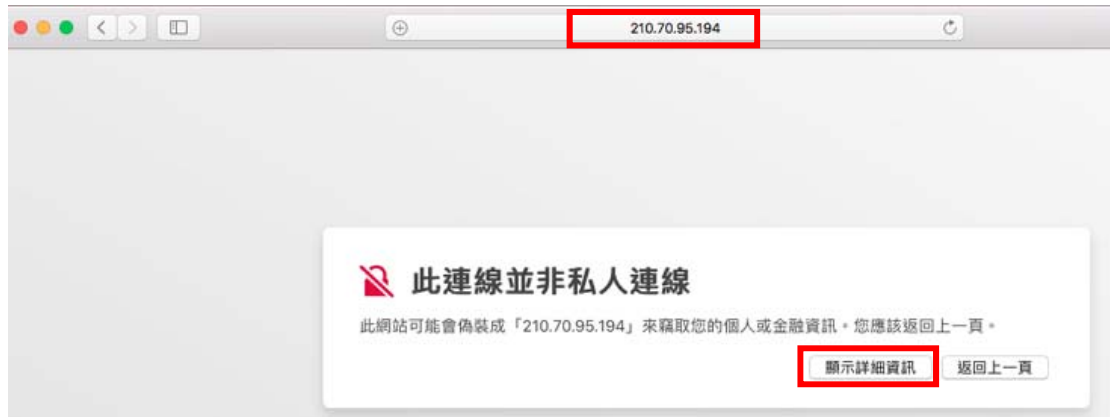 210.70.95.194
此連線並非私人連線
此網站可能會偽裝成「210.70.95.194」來竊取您的個人或金融資訊。您應該返回上一頁。
顯示詳細資訊 返回上一頁